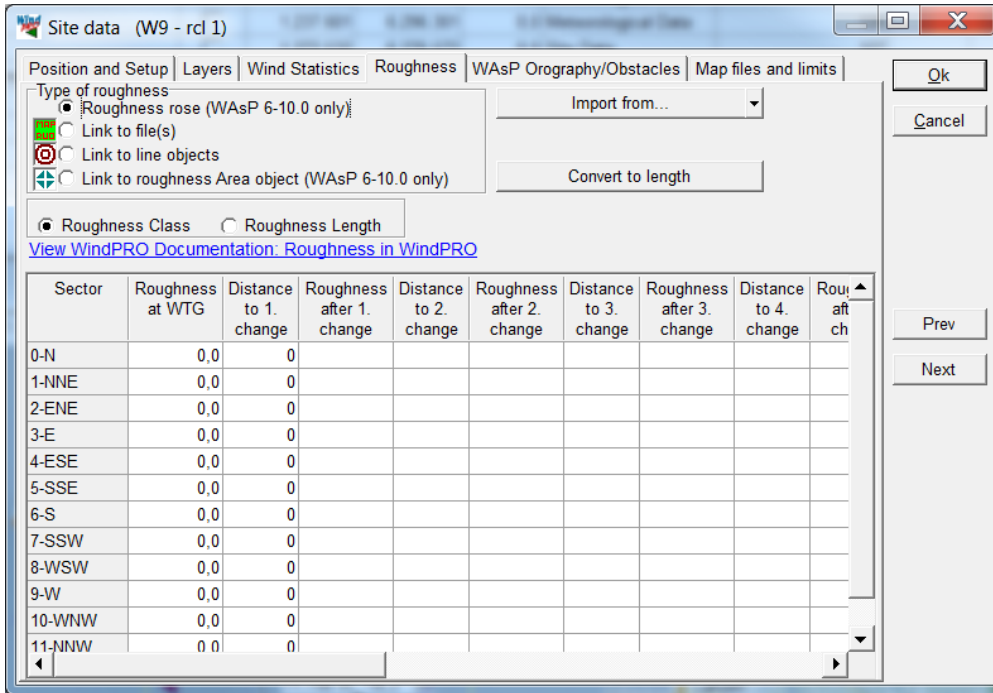 Site data (W9 - rcl 1)
Position and Setup Layers Wind Statistics Roughness WAsP Orography/Obstacles Map files and limits
Ok
Cancel
Prev
Next
Type of roughness
Roughness rose (WAsP 6-10.0 only)
Link to file(s)
Link to line objects
Link to roughness Area object (WAsP 6-10.0 only)
Import from...
Convert to length
Roughness Class Roughness Length
View WindPRO Documentation: Roughness in WindPRO
Sector Roughness Distance Roughness Distance Roughness Distance Roughness Distance
at WTG to 1. after 1. to 2. after 2. to 3. after 3. to 4. aft
change change change change change change change ch
0-N 0,0 0
1-NNE 0,0 0
2-ENE 0,0 0
3-E 0,0 0
4-ESE 0,0 0
5-SSE 0,0 0
6-S 0,0 0
7-SSW 0,0 0
8-WSW 0,0 0
9-W 0,0 0
10-WNW 0,0 0
11-NNW 0,0 0